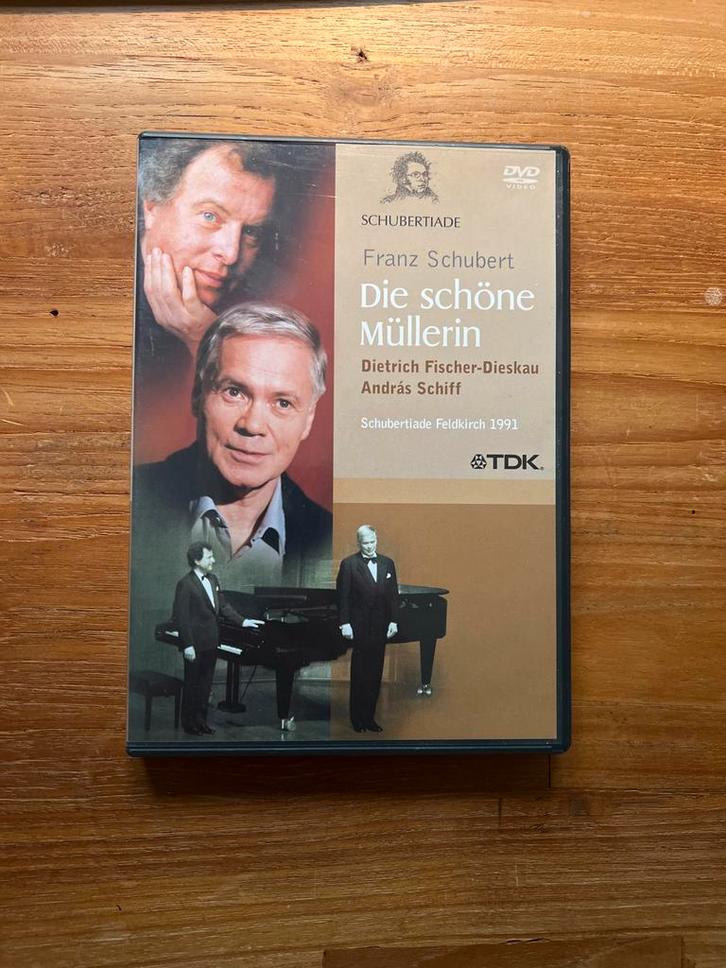 DVD
VIDEO
SCHUBERTIADE
Franz Schubert
Die schöne
Müllerin
Dietrich Fischer-Dieskau
András Schiff
Schubertiade Feldkirch 1991
TDK